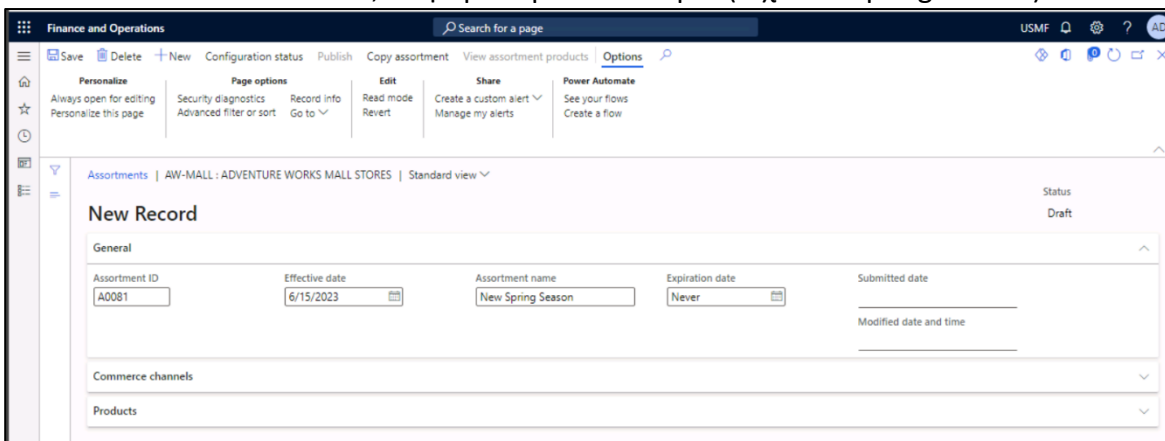 Finance and Operations Search for a page USMF ? AD
Save Delete New Configuration status Publish Copy assortment View assortment products Options
Personalize Page options Edit Share Power Automate
Always open for editing Security diagnostics Record info Read mode Create a custom alert See your flows
Personalize this page Advanced filter or sort Go to Revert Manage my alerts Create a flow
Assortments | AW-MALL : ADVENTURE WORKS MALL STORES | Standard view
Status
New Record Draft
General
Assortment ID Effective date Assortment name Expiration date Submitted date
A0081 6/15/2023 New Spring Season Never
Modified date and time
Commerce channels
Products